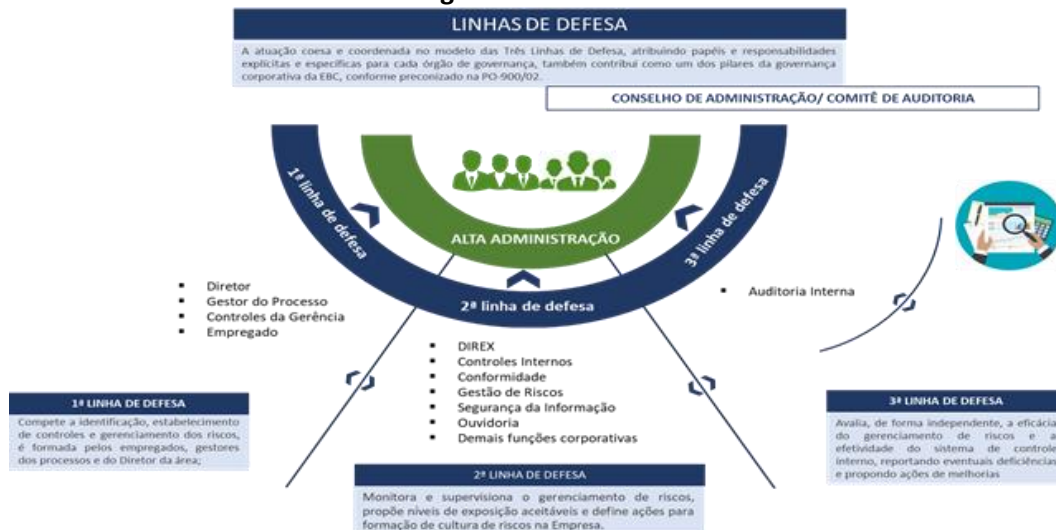 LINHAS DE DEFESA
A atuação coesa e coordenada no modelo das Três Linhas de Defesa, atribuindo papéis e responsabilidades
explícitas e específicas para cada órgão de governança, também contribui como um dos pilares da governança
corporativa da EBC, conforme preconizado na PO-900/02.
CONSELHO DE ADMINISTRAÇÃO/ COMITÊ DE AUDITORIA
1ª linha de defesa
ALTA ADMINISTRAÇÃO
3ª linha de defesa
2ª linha de defesa
▪ Diretor
▪ Gestor do Processo
▪ Controles da Gerência
▪ Empregado
▪ Auditoria Interna
▪ DIREX
▪ Controles Internos
▪ Conformidade
▪ Gestão de Riscos
▪ Segurança da Informação
▪ Ouvidoria
▪ Demais funções corporativas
1ª LINHA DE DEFESA
Compete a identificação, estabelecimento
de controles e gerenciamento dos riscos,
é formada pelos empregados, gestores
dos processos e do Diretor da área;
2ª LINHA DE DEFESA
Monitora e supervisiona o gerenciamento de riscos,
propõe níveis de exposição aceitáveis e define ações para
formação de cultura de riscos na Empresa.
3ª LINHA DE DEFESA
Avalia, de forma independente, a eficácia
do gerenciamento de riscos e a
efetividade do sistema de controle
interno, reportando eventuais deficiências
e propondo ações de melhorias